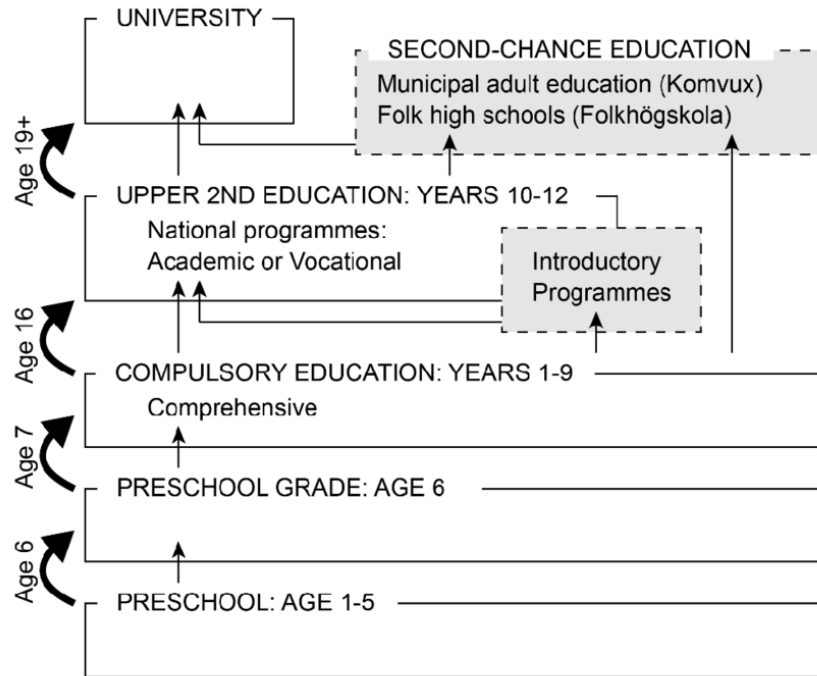 UNIVERSITY
SECOND-CHANCE EDUCATION
Municipal adult education (Komvux)
Folk high schools (Folkhögskola)
Age 19+
UPPER 2ND EDUCATION: YEARS 10-12
National programmes:
Academic or Vocational
Introductory
Programmes
Age 16
COMPULSORY EDUCATION: YEARS 1-9
Comprehensive
Age 7
PRESCHOOL GRADE: AGE 6
Age 6
PRESCHOOL: AGE 1-5